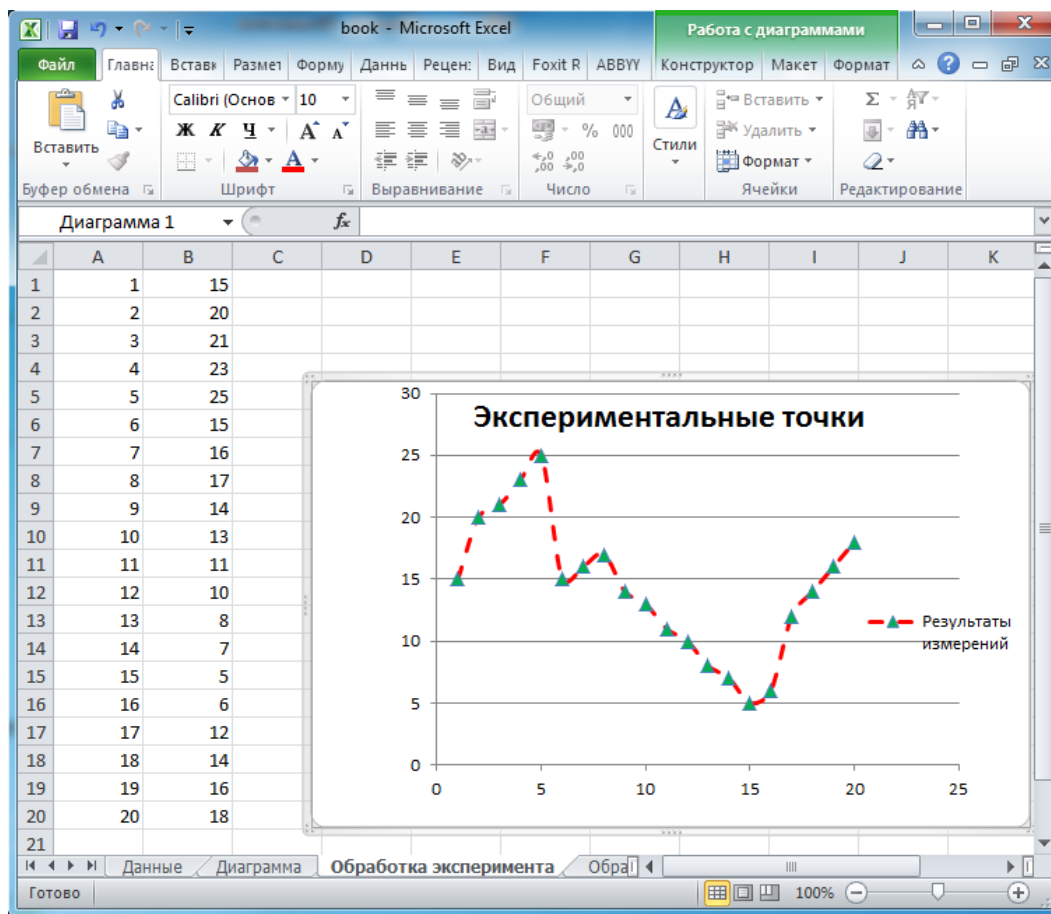 book - Microsoft Excel
Работа с диаграммами
Файл Главна Вставк Размет Форму Даннь Рецен: Вид Foxit R ABBYY Конструктор Макет Формат
Calibri (Основ 10
Общий
Вставить
Ж К Ч A A
% 000
Удалить
Вставить
А
Стили
Формат
Буфер обмена Шрифт Выравнивание Число Ячейки Редактирование
Диаграмма 1 fx
A B C D E F G H I J K
1 1 15
2 2 20
3 3 21
4 4 23
5 5 25
6 6 15
7 7 16
8 8 17
9 9 14
10 10 13
11 11 11
12 12 10
13 13 8
14 14 7
15 15 5
16 16 6
17 17 12
18 18 14
19 19 16
20 20 18
21
Экспериментальные точки
30
25
20
15
10
5
0
0 5 10 15 20 25
Результаты
измерений
Данные Диаграмма Обработка эксперимента Обра
Готово 100%